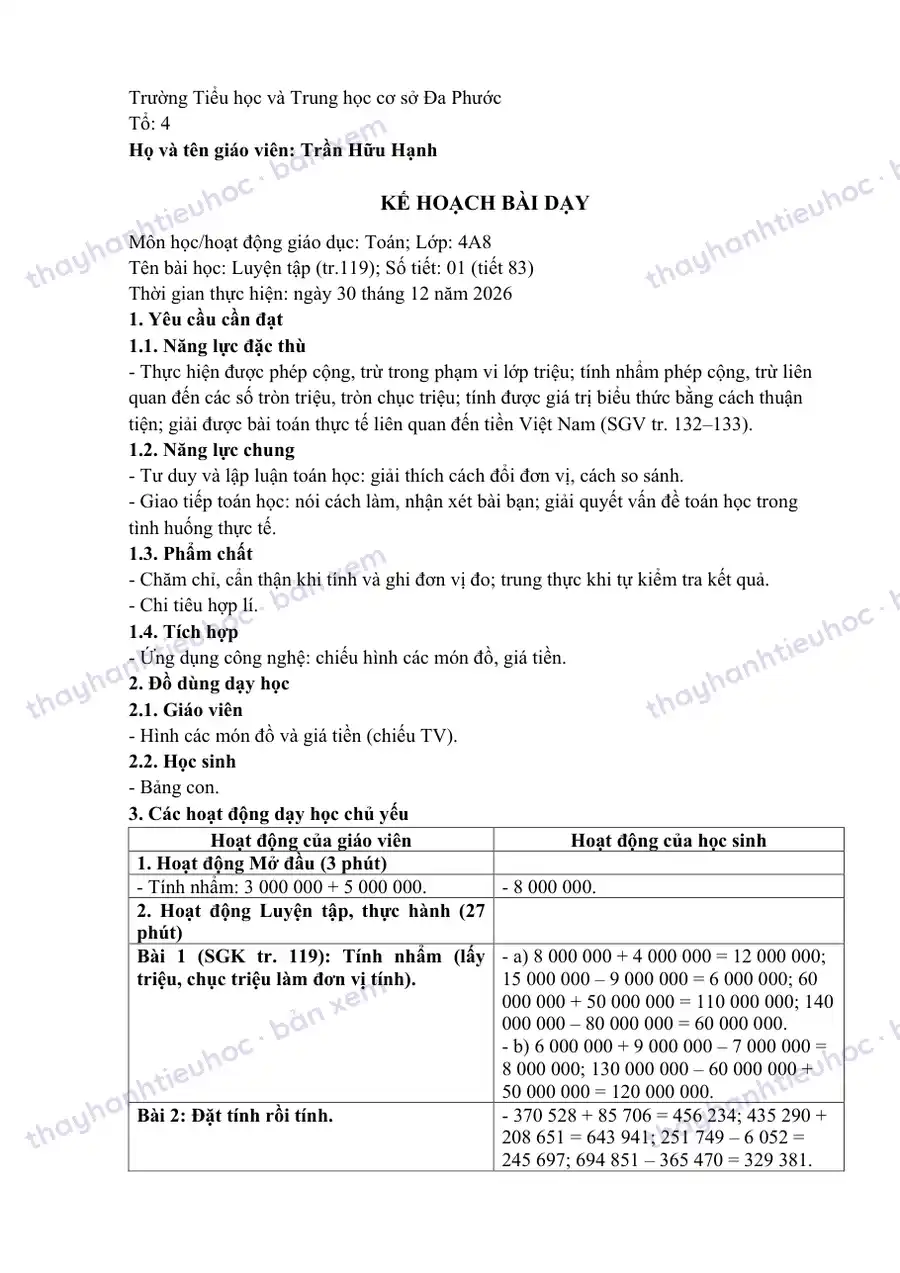 Trường Tiểu học và Trung học cơ sở Đa Phước
Tổ: 4
Họ và tên giáo viên: Trần Hữu Hạnh
KẾ HOẠCH BÀI DẠY
Môn học/hoạt động giáo dục: Toán; Lớp: 4A8
Tên bài học: Luyện tập (tr.119); Số tiết: 01 (tiết 83)
Thời gian thực hiện: ngày 30 tháng 12 năm 2026
1. Yêu cầu cần đạt
1.1. Năng lực đặc thù
- Thực hiện được phép cộng, trừ trong phạm vi lớp triệu; tính nhẩm phép cộng, trừ liên
quan đến các số tròn triệu, tròn chục triệu; tính được giá trị biểu thức bằng cách thuận
tiện; giải được bài toán thực tế liên quan đến tiền Việt Nam (SGV tr. 132–133).
1.2. Năng lực chung
- Tư duy và lập luận toán học: giải thích cách đổi đơn vị, cách so sánh.
- Giao tiếp toán học: nói cách làm, nhận xét bài bạn; giải quyết vấn đề toán học trong
tình huống thực tế.
1.3. Phẩm chất
- Chăm chỉ, cẩn thận khi tính và ghi đơn vị đo; trung thực khi tự kiểm tra kết quả.
- Chi tiêu hợp lí.
1.4. Tích hợp
- Ứng dụng công nghệ: chiếu hình các món đồ, giá tiền.
2. Đồ dùng dạy học
2.1. Giáo viên
- Hình các món đồ và giá tiền (chiếu TV).
2.2. Học sinh
- Bảng con.
3. Các hoạt động dạy học chủ yếu
Hoạt động của giáo viên
Hoạt động của học sinh
1. Hoạt động Mở đầu (3 phút)
- Tính nhẩm: 3 000 000 + 5 000 000.
- 8 000 000.
2. Hoạt động Luyện tập, thực hành (27
phút)
Bài 1 (SGK tr. 119): Tính nhẩm (lấy
triệu, chục triệu làm đơn vị tính).
- a) 8 000 000 + 4 000 000 = 12 000 000;
15 000 000 – 9 000 000 = 6 000 000; 60
000 000 + 50 000 000 = 110 000 000; 140
000 000 – 80 000 000 = 60 000 000.
- b) 6 000 000 + 9 000 000 – 7 000 000 =
8 000 000; 130 000 000 – 60 000 000 +
50 000 000 = 120 000 000.
Bài 2: Đặt tính rồi tính.
- 370 528 + 85 706 = 456 234; 435 290 +
208 651 = 643 941; 251 749 – 6 052 =
245 697; 694 851 – 365 470 = 329 381.
thayhanhtieuhoc · bản xem
thayhanhtieuhoc · b
thayhanhtieuhoc · bản xem
thayhanhtieuhoc · b
thayhanhtieuhoc · bản xem
thayhanhtieuhoc · b